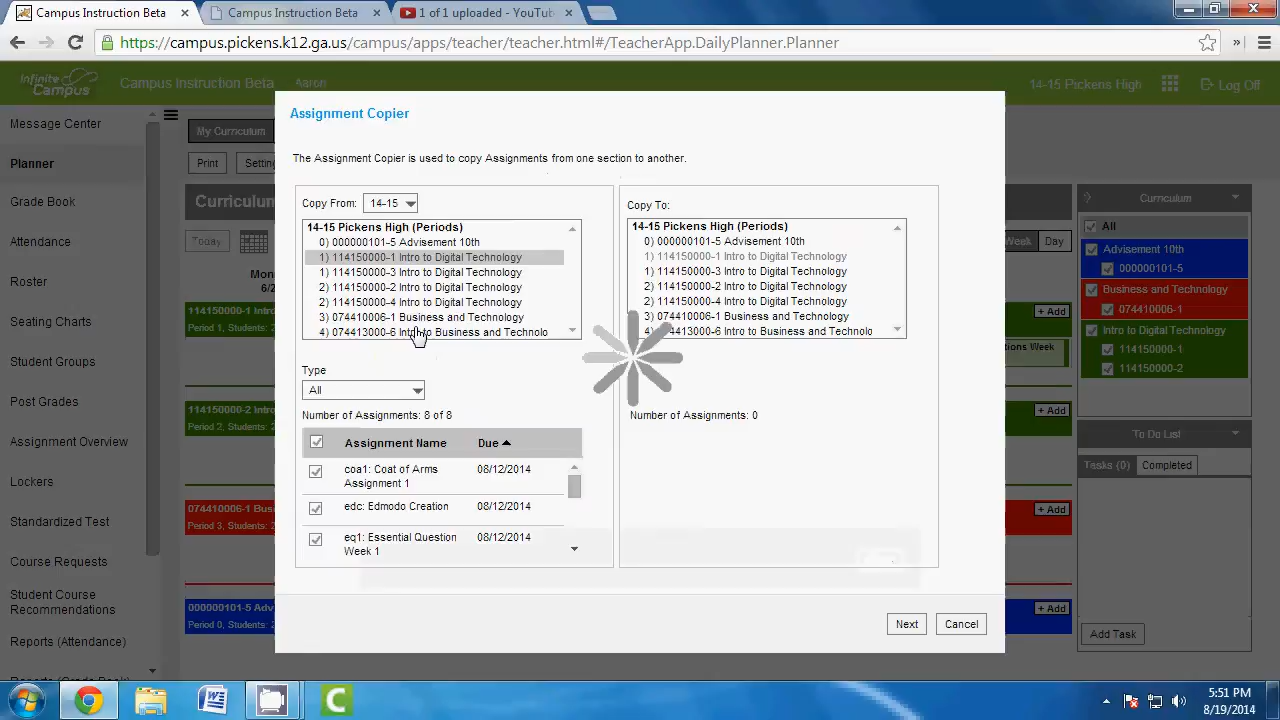 Campus Instruction Beta
Campus Instruction Beta
1 of 1 uploaded - YouTub
https://campus.pickens.k12.ga.us/campus/apps/teacher/teacher.html#/TeacherApp.DailyPlanner.Planner
Infinite Campus
Campus Instruction Beta
Aaron
14-15 Pickens High
Log Off
Message Center
Planner
Grade Book
Attendance
Roster
Seating Charts
Student Groups
Post Grades
Assignment Overview
Lockers
Standardized Test
Course Requests
Student Course
Recommendations
Reports (Attendance)
My Curriculum
Print
Today
Assignment Copier
The Assignment Copier is used to copy Assignments from one section to another.
Copy From:
14-15
14-15 Pickens High (Periods)
0) 000000101-5 Advisement 10th
1) 114150000-1 Intro to Digital Technology
1) 114150000-3 Intro to Digital Technology
2) 114150000-2 Intro to Digital Technology
2) 114150000-4 Intro to Digital Technology
3) 074410006-1 Business and Technology
4) 074413000-6 Intro to Business and Technolo
Type
All
Number of Assignments: 8 of 8
Assignment Name
Due
coa1: Coat of Arms
Assignment 1
08/12/2014
edc: Edmodo Creation
08/12/2014
eq1: Essential Question
Week 1
08/12/2014
Copy To:
14-15 Pickens High (Periods)
0) 000000101-5 Advisement 10th
1) 114150000-1 Intro to Digital Technology
1) 114150000-3 Intro to Digital Technology
2) 114150000-2 Intro to Digital Technology
2) 114150000-4 Intro to Digital Technology
3) 074410006-1 Business and Technology
Number of Assignments: 0
Next
Cancel
Week
Day
+ Add
+ Add
+ Add
+ Add
Curriculum
All
Advisement 10th
000000101-5
Business and Technology
074410006-1
Intro to Digital Technology
114150000-1
114150000-2
To Do List
Tasks (0)
Completed
Add Task
5:51 PM
8/19/2014